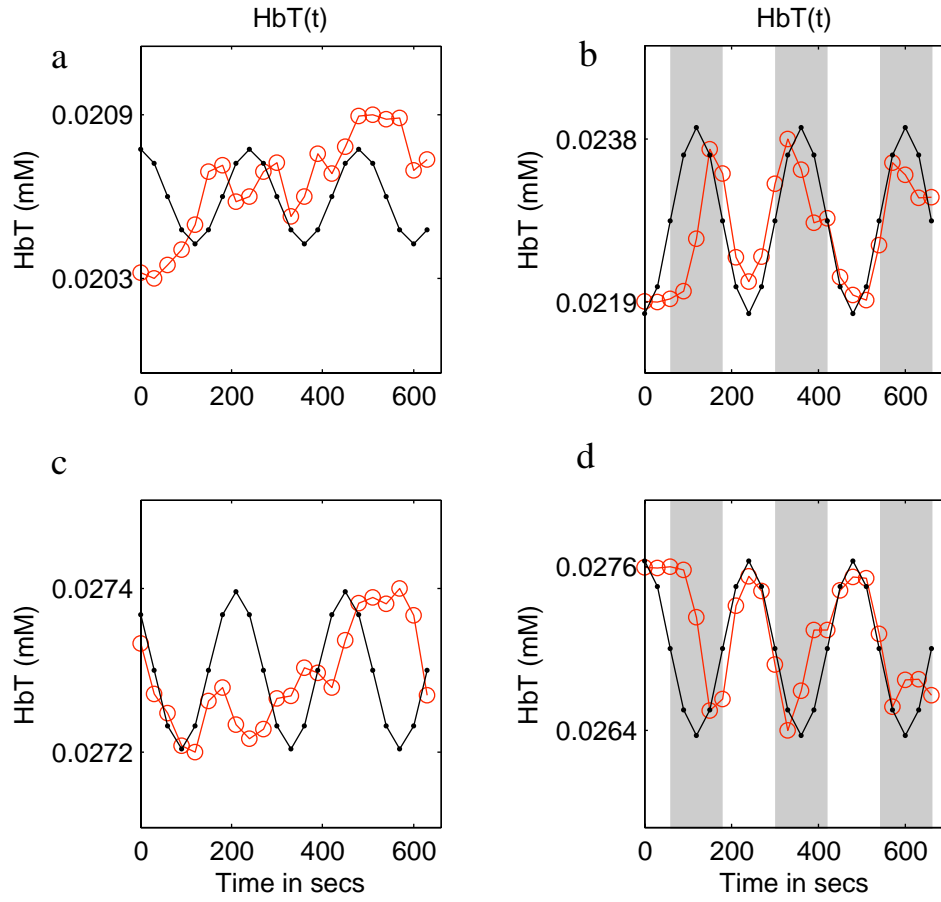 HbT(t)
a
0.0209
0.0203
HbT (mM)
0 200 400 600
HbT(t)
b
0.0238
0.0219
HbT (mM)
0 200 400 600
c
0.0274
0.0272
HbT (mM)
0 200 400 600
Time in secs
d
0.0276
0.0264
HbT (mM)
0 200 400 600
Time in secs